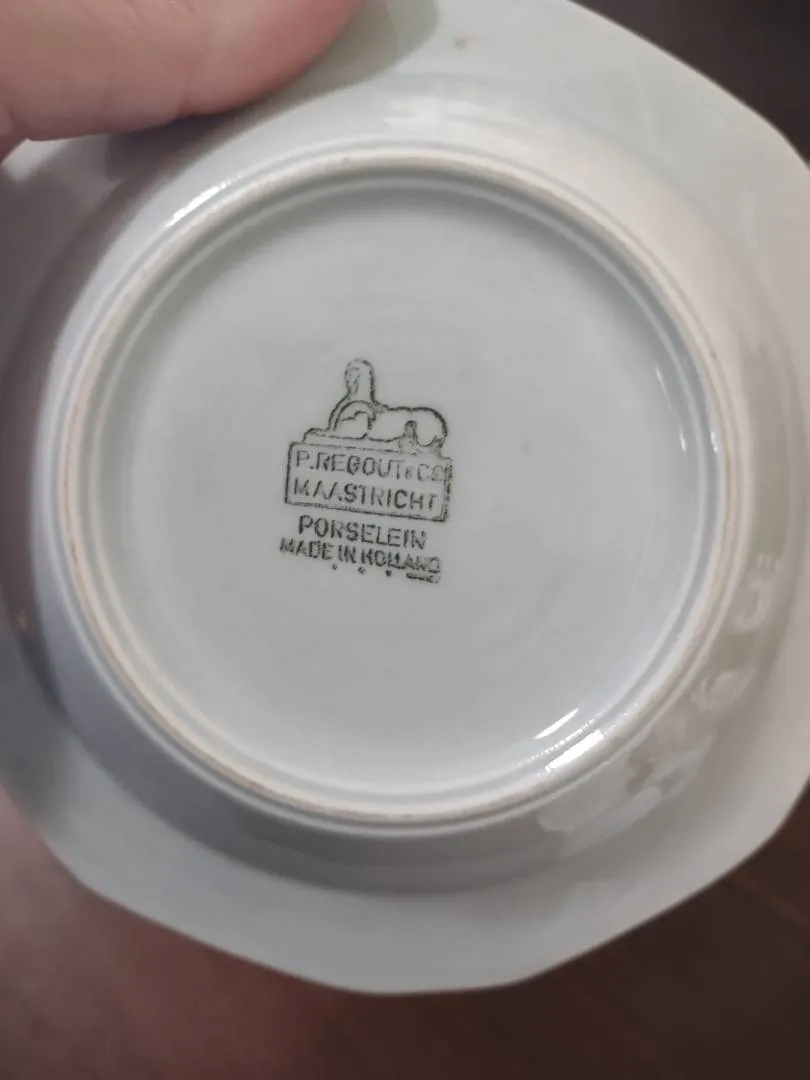 P.REGOUT & Co.
MAASTRICHT
PORSELEIN
MADE IN HOLLAND